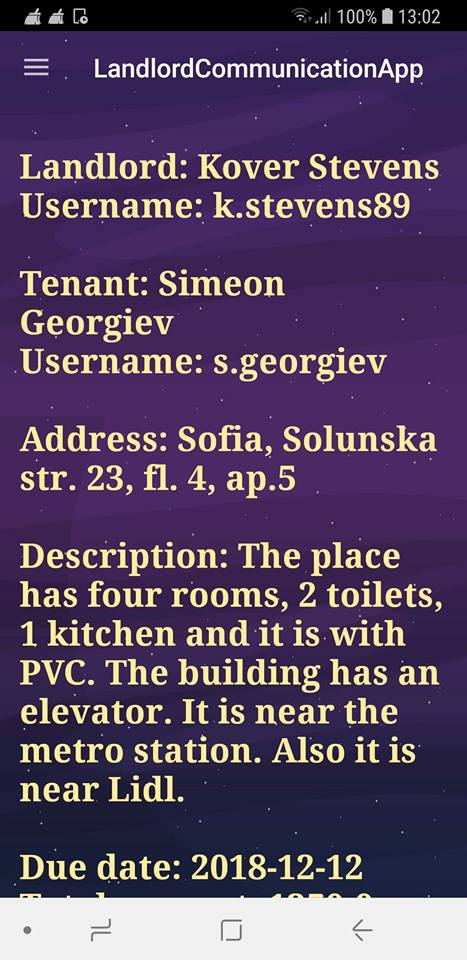 100% 13:02
LandlordCommunicationApp
Landlord: Kover Stevens
Username: k.stevens89
Tenant: Simeon
Georgiev
Username: s.georgiev
Address: Sofia, Solunska
str. 23, fl. 4, ap.5
Description: The place
has four rooms, 2 toilets,
1 kitchen and it is with
PVC. The building has an
elevator. It is near the
metro station. Also it is
near Lidl.
Due date: 2018-12-12